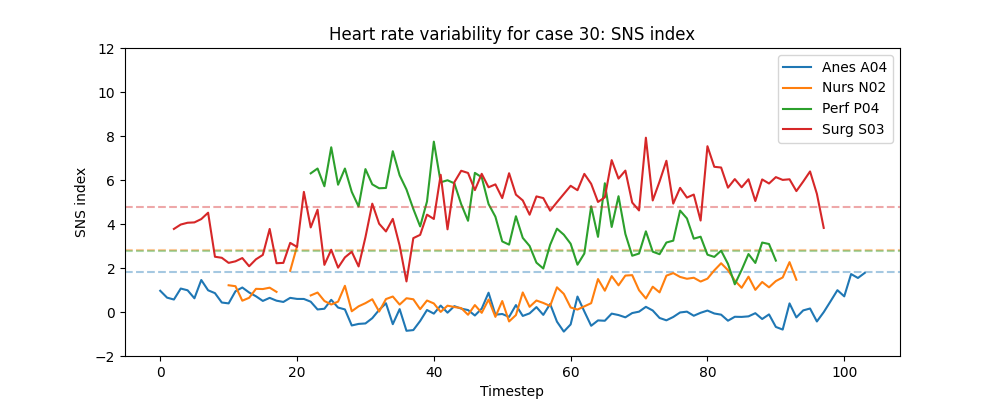 Heart rate variability for case 30: SNS index
12
10
8
6
4
2
0
−2
SNS index
Anes A04
Nurs N02
Perf P04
Surg S03
0 20 40 60 80 100
Timestep